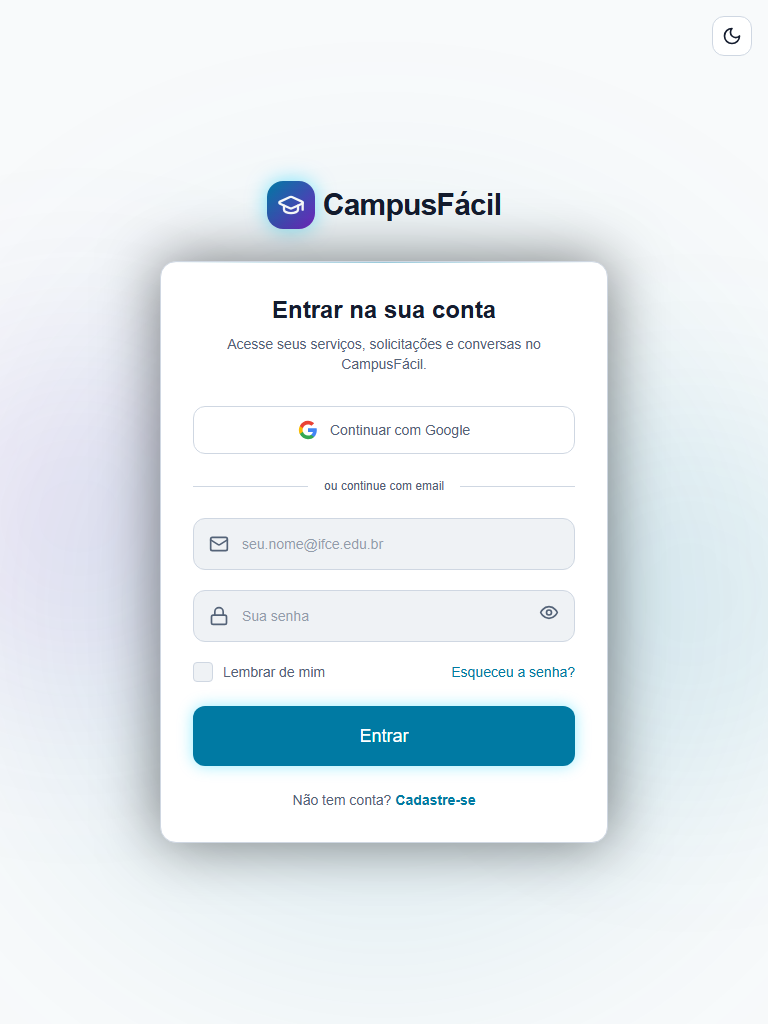 CampusFácil
Entrar na sua conta
Acesse seus serviços, solicitações e conversas no
CampusFácil.
Continuar com Google
ou continue com email
seu.nome@ifce.edu.br
Sua senha
Lembrar de mim
Esqueceu a senha?
Entrar
Não tem conta? Cadastre-se